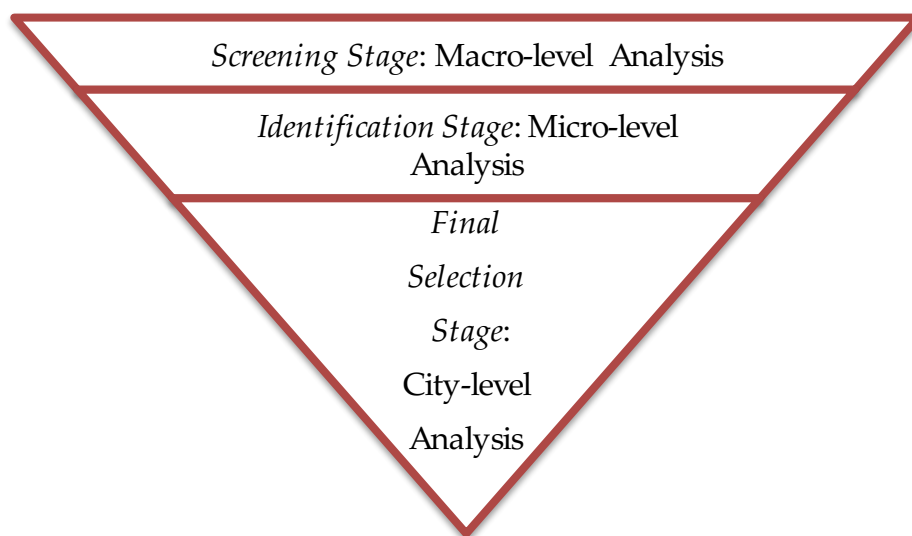 Screening Stage: Macro-level Analysis
Identification Stage: Micro-level
Analysis
Final
Selection
Stage:
City-level
Analysis